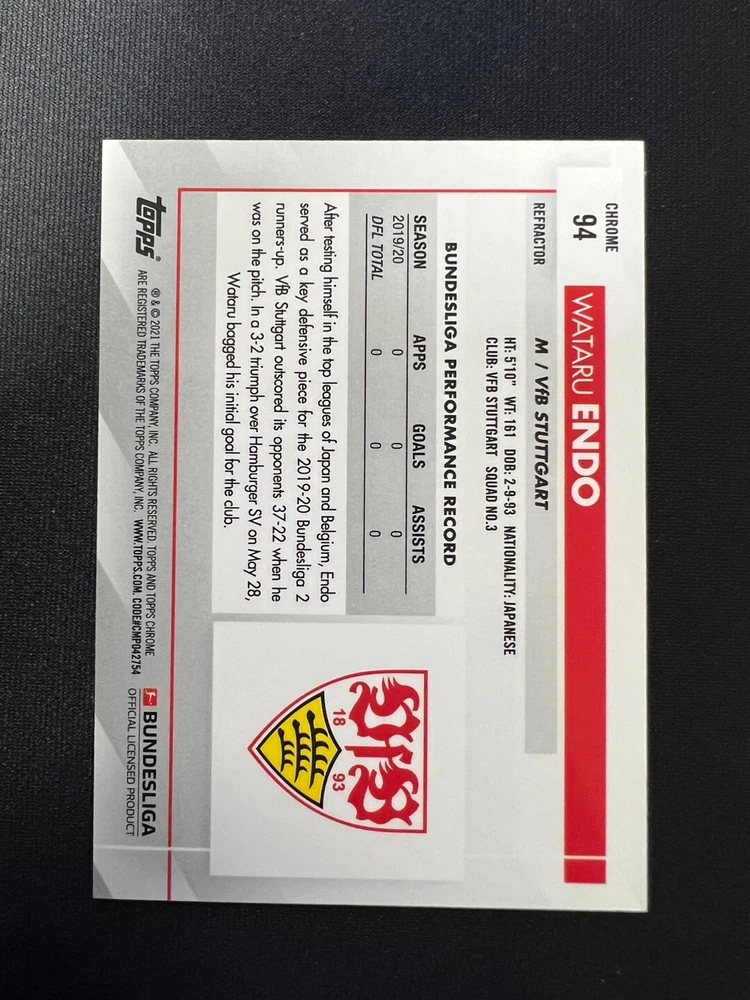 CHROME
94
WATARU ENDO
REFRACTOR
M / VfB STUTTGART
HT: 5'10" WT: 161 DOB: 2-9-93 NATIONALITY: JAPANESE
CLUB: VFB STUTTGART SQUAD NO.3
BUNDESLIGA PERFORMANCE RECORD
SEASON APPS GOALS ASSISTS
2019/20 0 0 0
DFL TOTAL 0 0 0
After testing himself in the top leagues of Japan and Belgium, Endo
served as a key defensive piece for the 2019-20 Bundesliga 2
runners-up. VfB Stuttgart outscored its opponents 37-22 when he
was on the pitch. In a 3-2 triumph over Hamburger SV on May 28,
Wataru bagged his initial goal for the club.
VfB
18 93
topps®
® & © 2021 THE TOPPS COMPANY, INC. ALL RIGHTS RESERVED. TOPPS AND TOPPS CHROME
ARE REGISTERED TRADEMARKS OF THE TOPPS COMPANY, INC. WWW.TOPPS.COM. CODE#CMP042754
BUNDESLIGA
OFFICIAL LICENSED PRODUCT